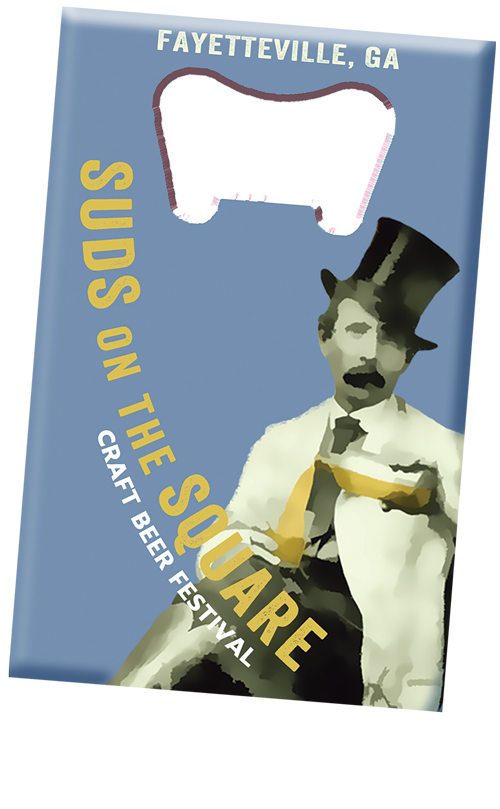 FAYETTEVILLE, GA
SUDS ON THE SQUARE
CRAFT BEER FESTIVAL